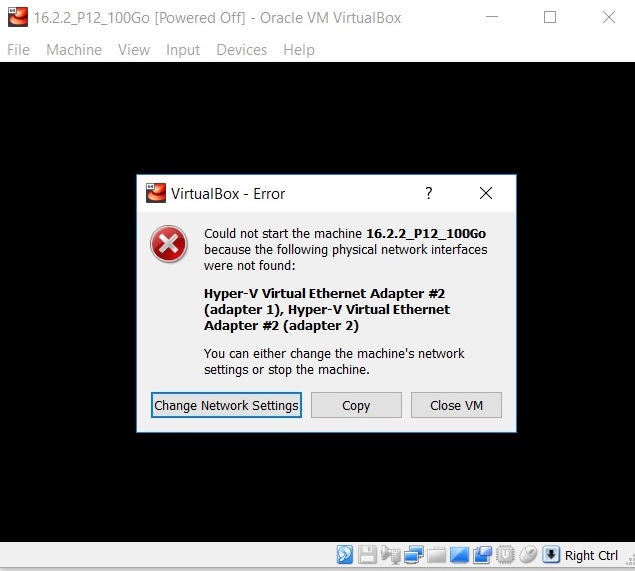 16.2.2_P12_100Go [Powered Off] - Oracle VM VirtualBox
File Machine View Input Devices Help
VirtualBox - Error
?
Could not start the machine 16.2.2_P12_100Go
because the following physical network interfaces
were not found:
Hyper-V Virtual Ethernet Adapter #2
(adapter 1), Hyper-V Virtual Ethernet
Adapter #2 (adapter 2)
You can either change the machine's network
settings or stop the machine.
Change Network Settings Copy Close VM
Right Ctrl